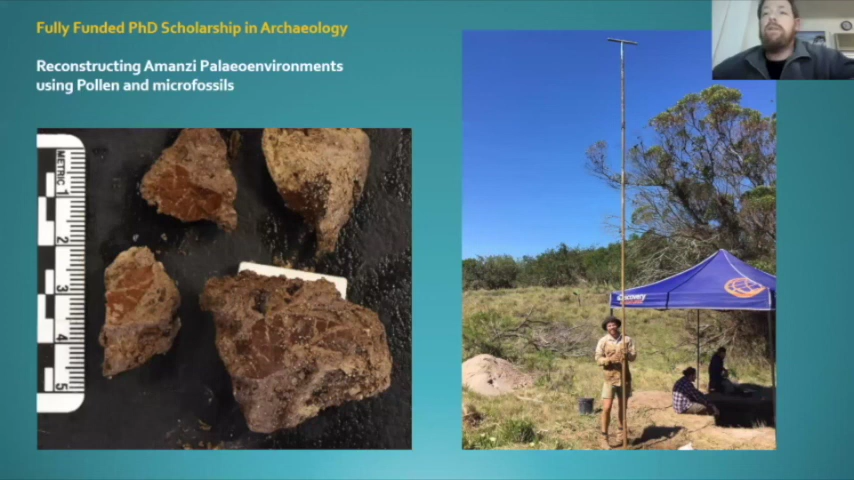 Fully Funded PhD Scholarship in Archaeology
Reconstructing Amanzi Palaeoenvironments
using Pollen and microfossils
METRIC 1
2
3
4
5
Discovery